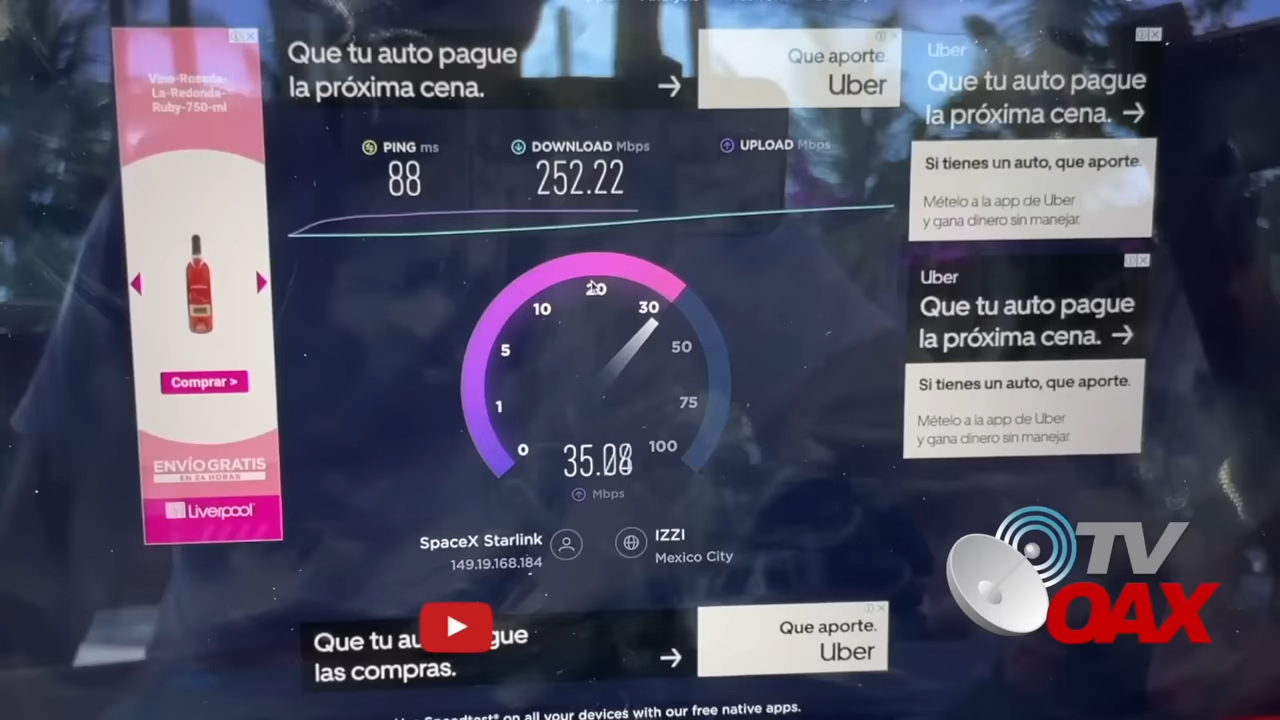 Vino-Rosada-
La-Redonda-
Ruby-750-ml
Comprar >
ENVÍO GRATIS
EN 24 HORAS
Liverpool
Que tu auto pague
la próxima cena. →
Que aporte.
Uber
Uber
Que tu auto pague
la próxima cena. →
Si tienes un auto, que aporte.
Mételo a la app de Uber
y gana dinero sin manejar.
Uber
Que tu auto pague
la próxima cena. →
Si tienes un auto, que aporte.
Mételo a la app de Uber
y gana dinero sin manejar.
PING ms
88
DOWNLOAD Mbps
252.22
UPLOAD Mbps
0
1
5
10
20
30
50
75
100
35.08
Mbps
SpaceX Starlink
149.19.168.184
IZZI
Mexico City
TV
OAX
las compras. →
Que aporte.
Uber
Speedtest® on all your devices with our free native apps.